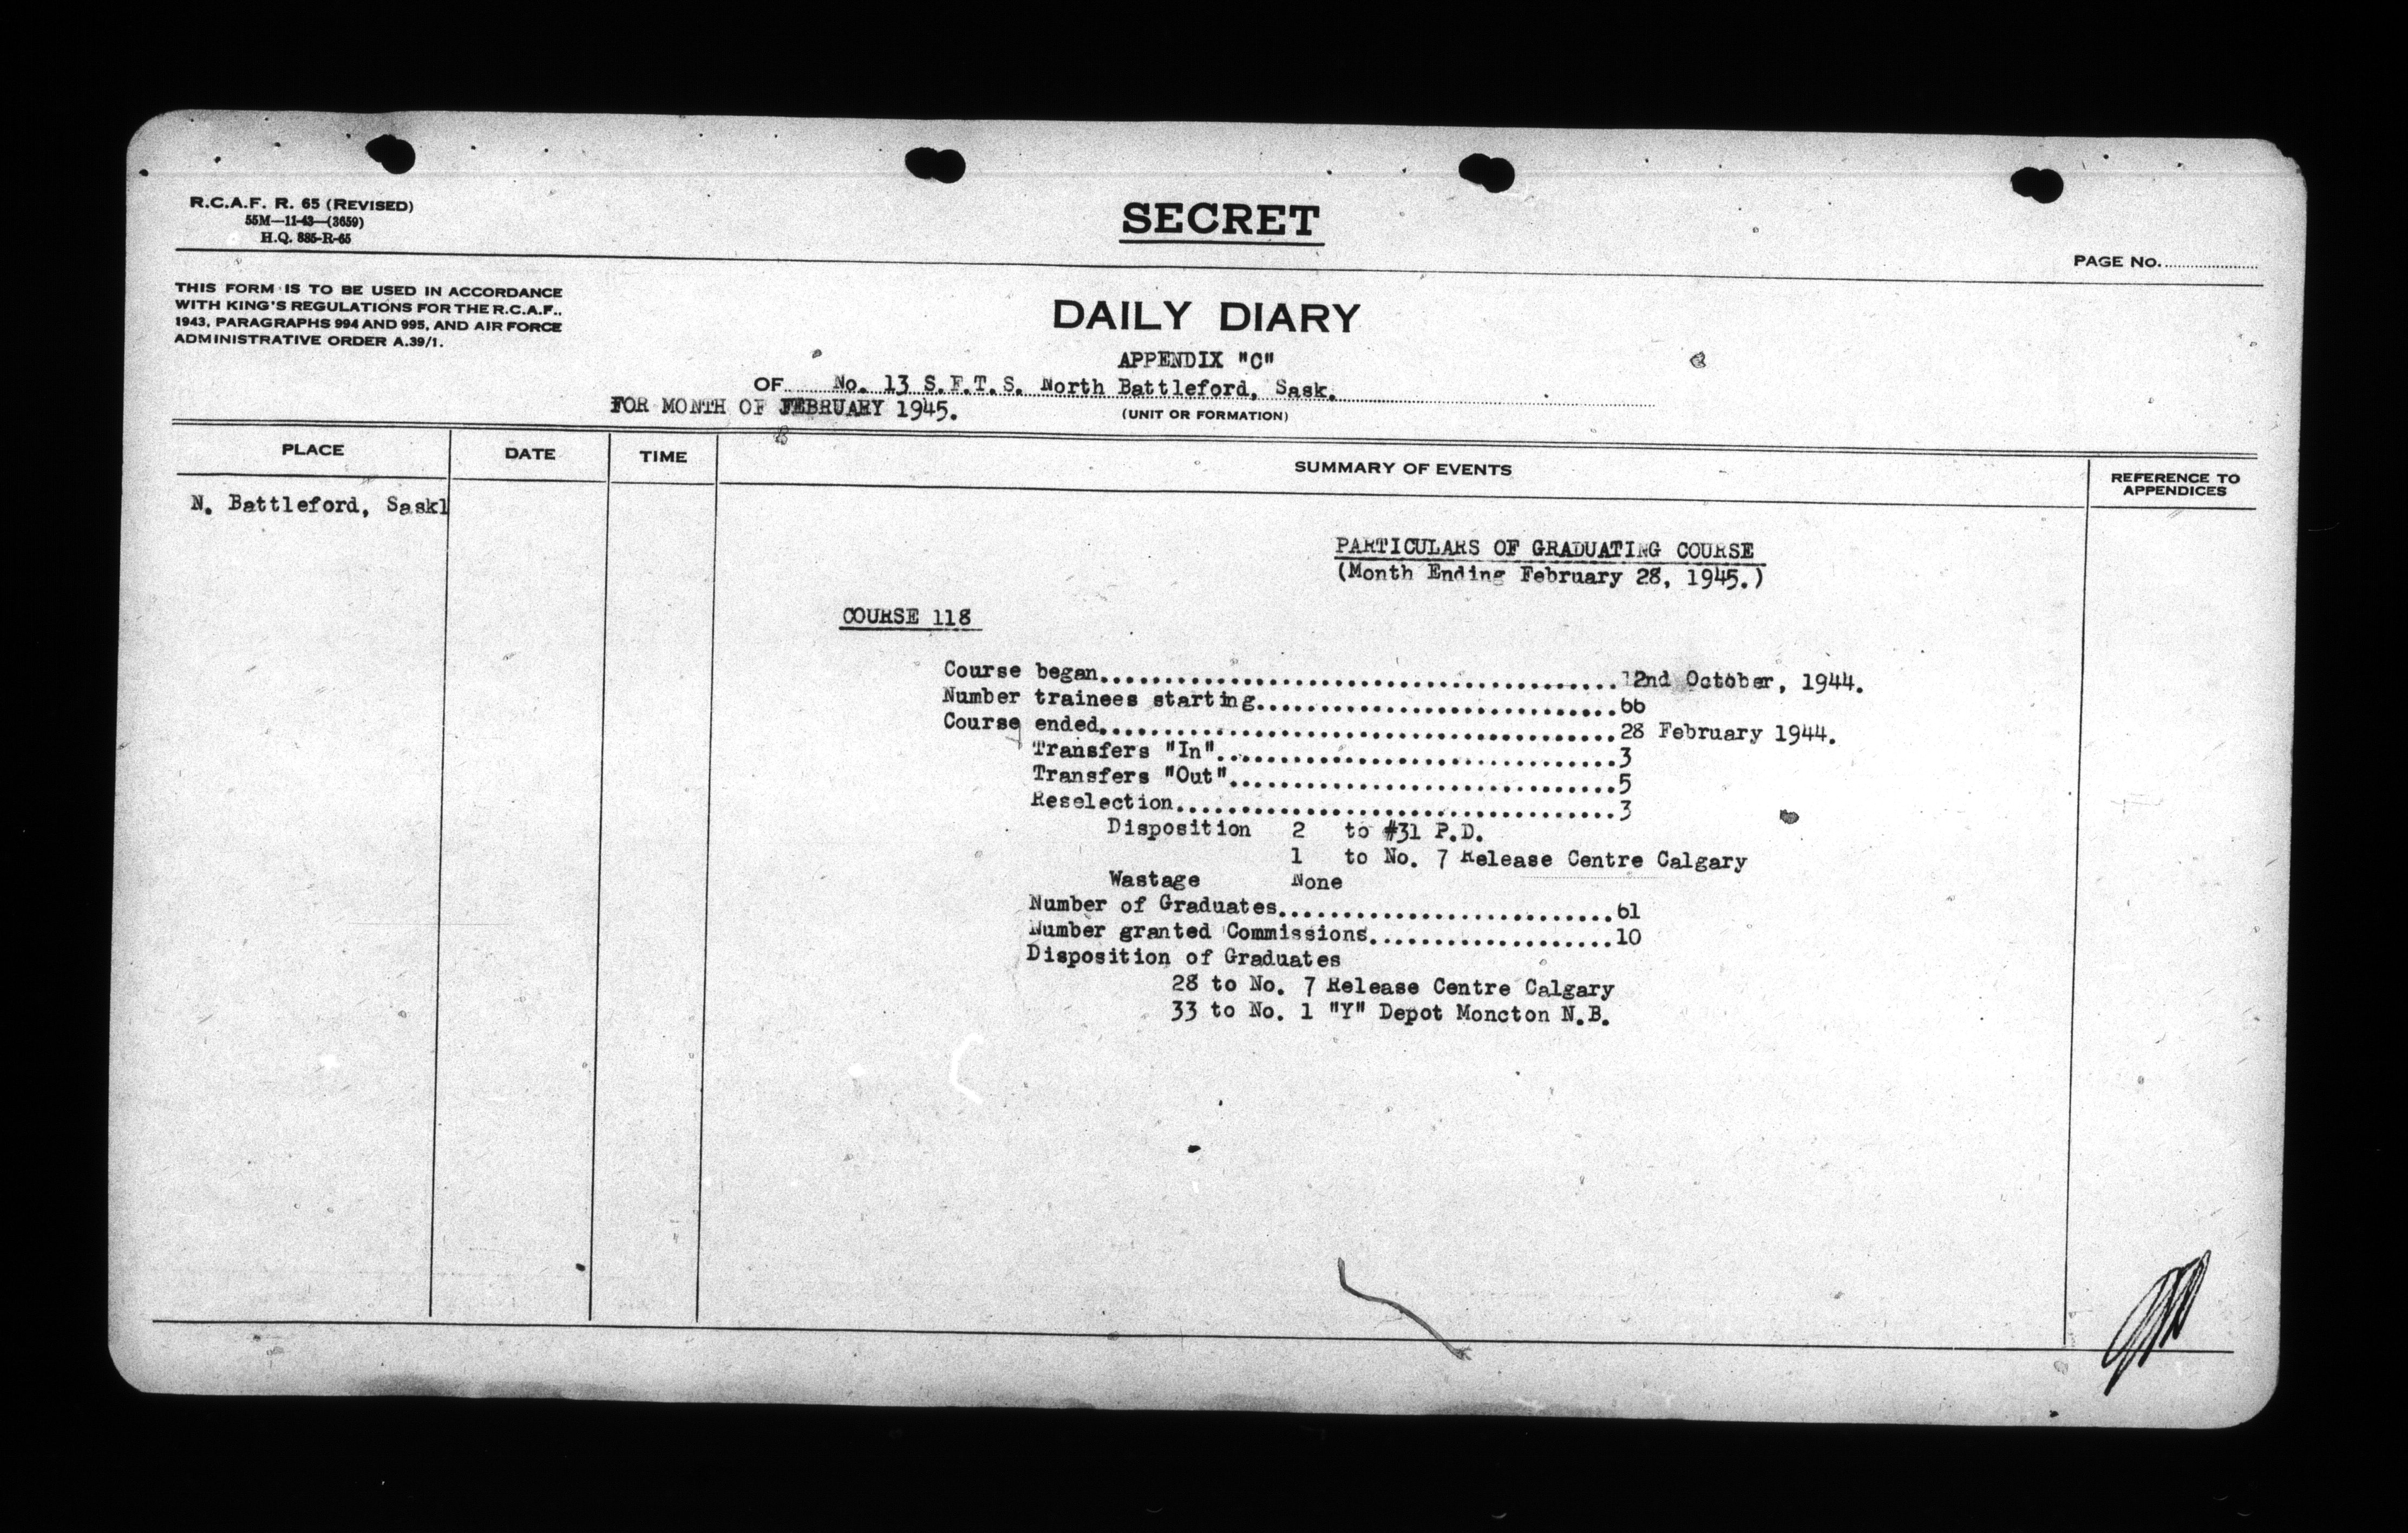 R.C.A.F. R. 65 (REVISED)
55M—11-43—(3659)
H.Q. 885-R-65
SECRET
PAGE No.
THIS FORM IS TO BE USED IN ACCORDANCE
WITH KING'S REGULATIONS FOR THE R.C.A.F.,
1943, PARAGRAPHS 994 AND 995, AND AIR FORCE
ADMINISTRATIVE ORDER A.39/1.
DAILY DIARY
APPENDIX "C"
OF No. 13 S.F.T.S. North Battleford, Sask.
FOR MONTH OF FEBRUARY 1945.
(UNIT OR FORMATION)
PLACE DATE TIME SUMMARY OF EVENTS REFERENCE TO APPENDICES
N. Battleford, Saskl
PARTICULARS OF GRADUATING COURSE
(Month Ending February 28, 1945.)
COURSE 118
Course began........................................ 2nd October, 1944.
Number trainees starting............................66
Course ended........................................28 February 1944.
Transfers "In"...............................3
Transfers "Out"..............................5
Reselection..................................3
Disposition 2 to #31 P.D.
1 to No. 7 Release Centre Calgary
Wastage None
Number of Graduates..........................61
Number granted Commissions...................10
Disposition of Graduates
28 to No. 7 Release Centre Calgary
33 to No. 1 "Y" Depot Moncton N.B.